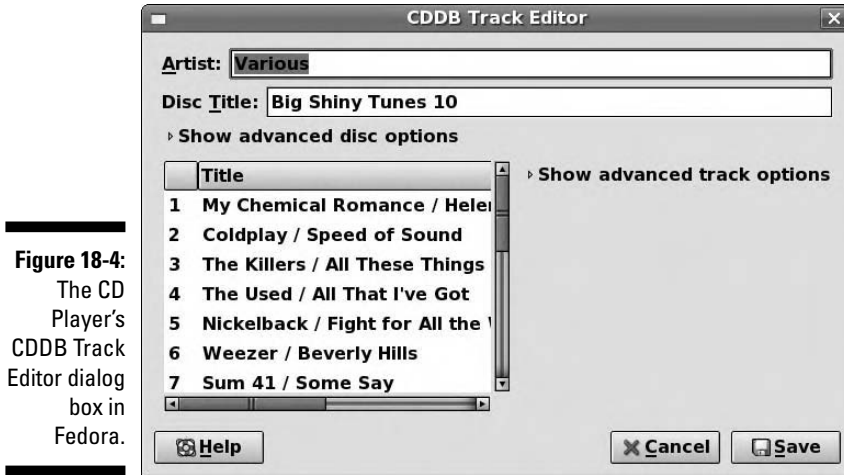 CDDB Track Editor
Artist: Various
Disc Title: Big Shiny Tunes 10
Show advanced disc options
Title
Show advanced track options
1 My Chemical Romance / Helen
2 Coldplay / Speed of Sound
3 The Killers / All These Things
4 The Used / All That I've Got
5 Nickelback / Fight for All the
6 Weezer / Beverly Hills
7 Sum 41 / Some Say
Help
Cancel
Save
Figure 18-4:
The CD
Player's
CDDB Track
Editor dialog
box in
Fedora.